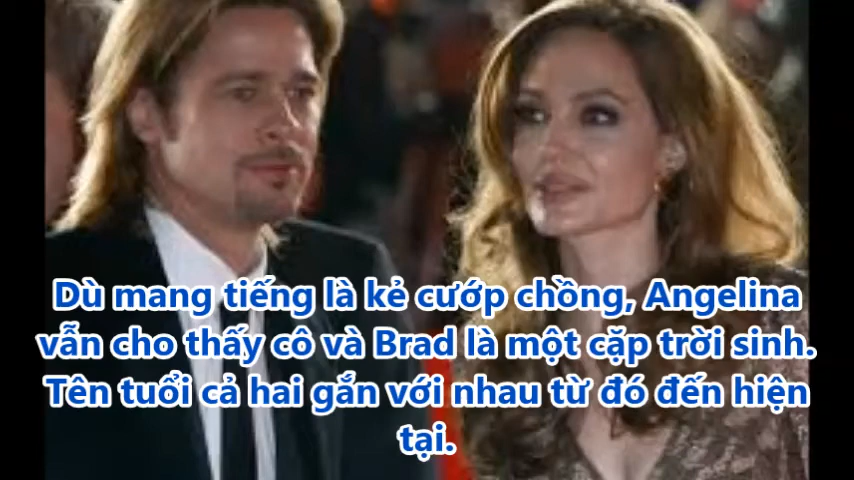 Dù mang tiếng là kẻ cướp chồng, Angelina
vẫn cho thấy cô và Brad là một cặp trời sinh.
Tên tuổi cả hai gắn với nhau từ đó đến hiện
tại.